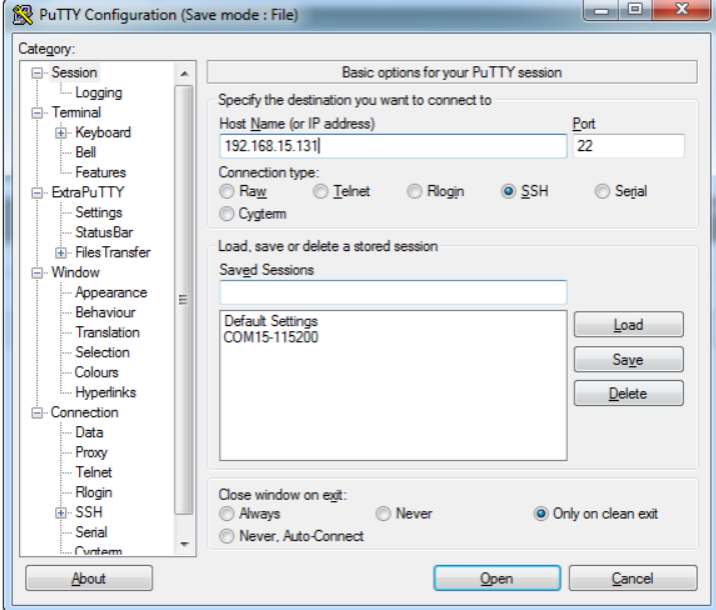 PuTTY Configuration (Save mode : File)
Category:
Session
Logging
Terminal
Keyboard
Bell
Features
ExtraPuTTY
Settings
StatusBar
FilesTransfer
Window
Appearance
Behaviour
Translation
Selection
Colours
Hyperlinks
Connection
Data
Proxy
Telnet
Rlogin
SSH
Serial
Cygterm
About
Basic options for your PuTTY session
Specify the destination you want to connect to
Host Name (or IP address) Port
192.168.15.131 22
Connection type:
Raw Telnet Rlogin SSH Serial
Cygterm
Load, save or delete a stored session
Saved Sessions
Default Settings
COM15-115200
Load
Save
Delete
Close window on exit:
Always Never Only on clean exit
Never, Auto-Connect
Open Cancel